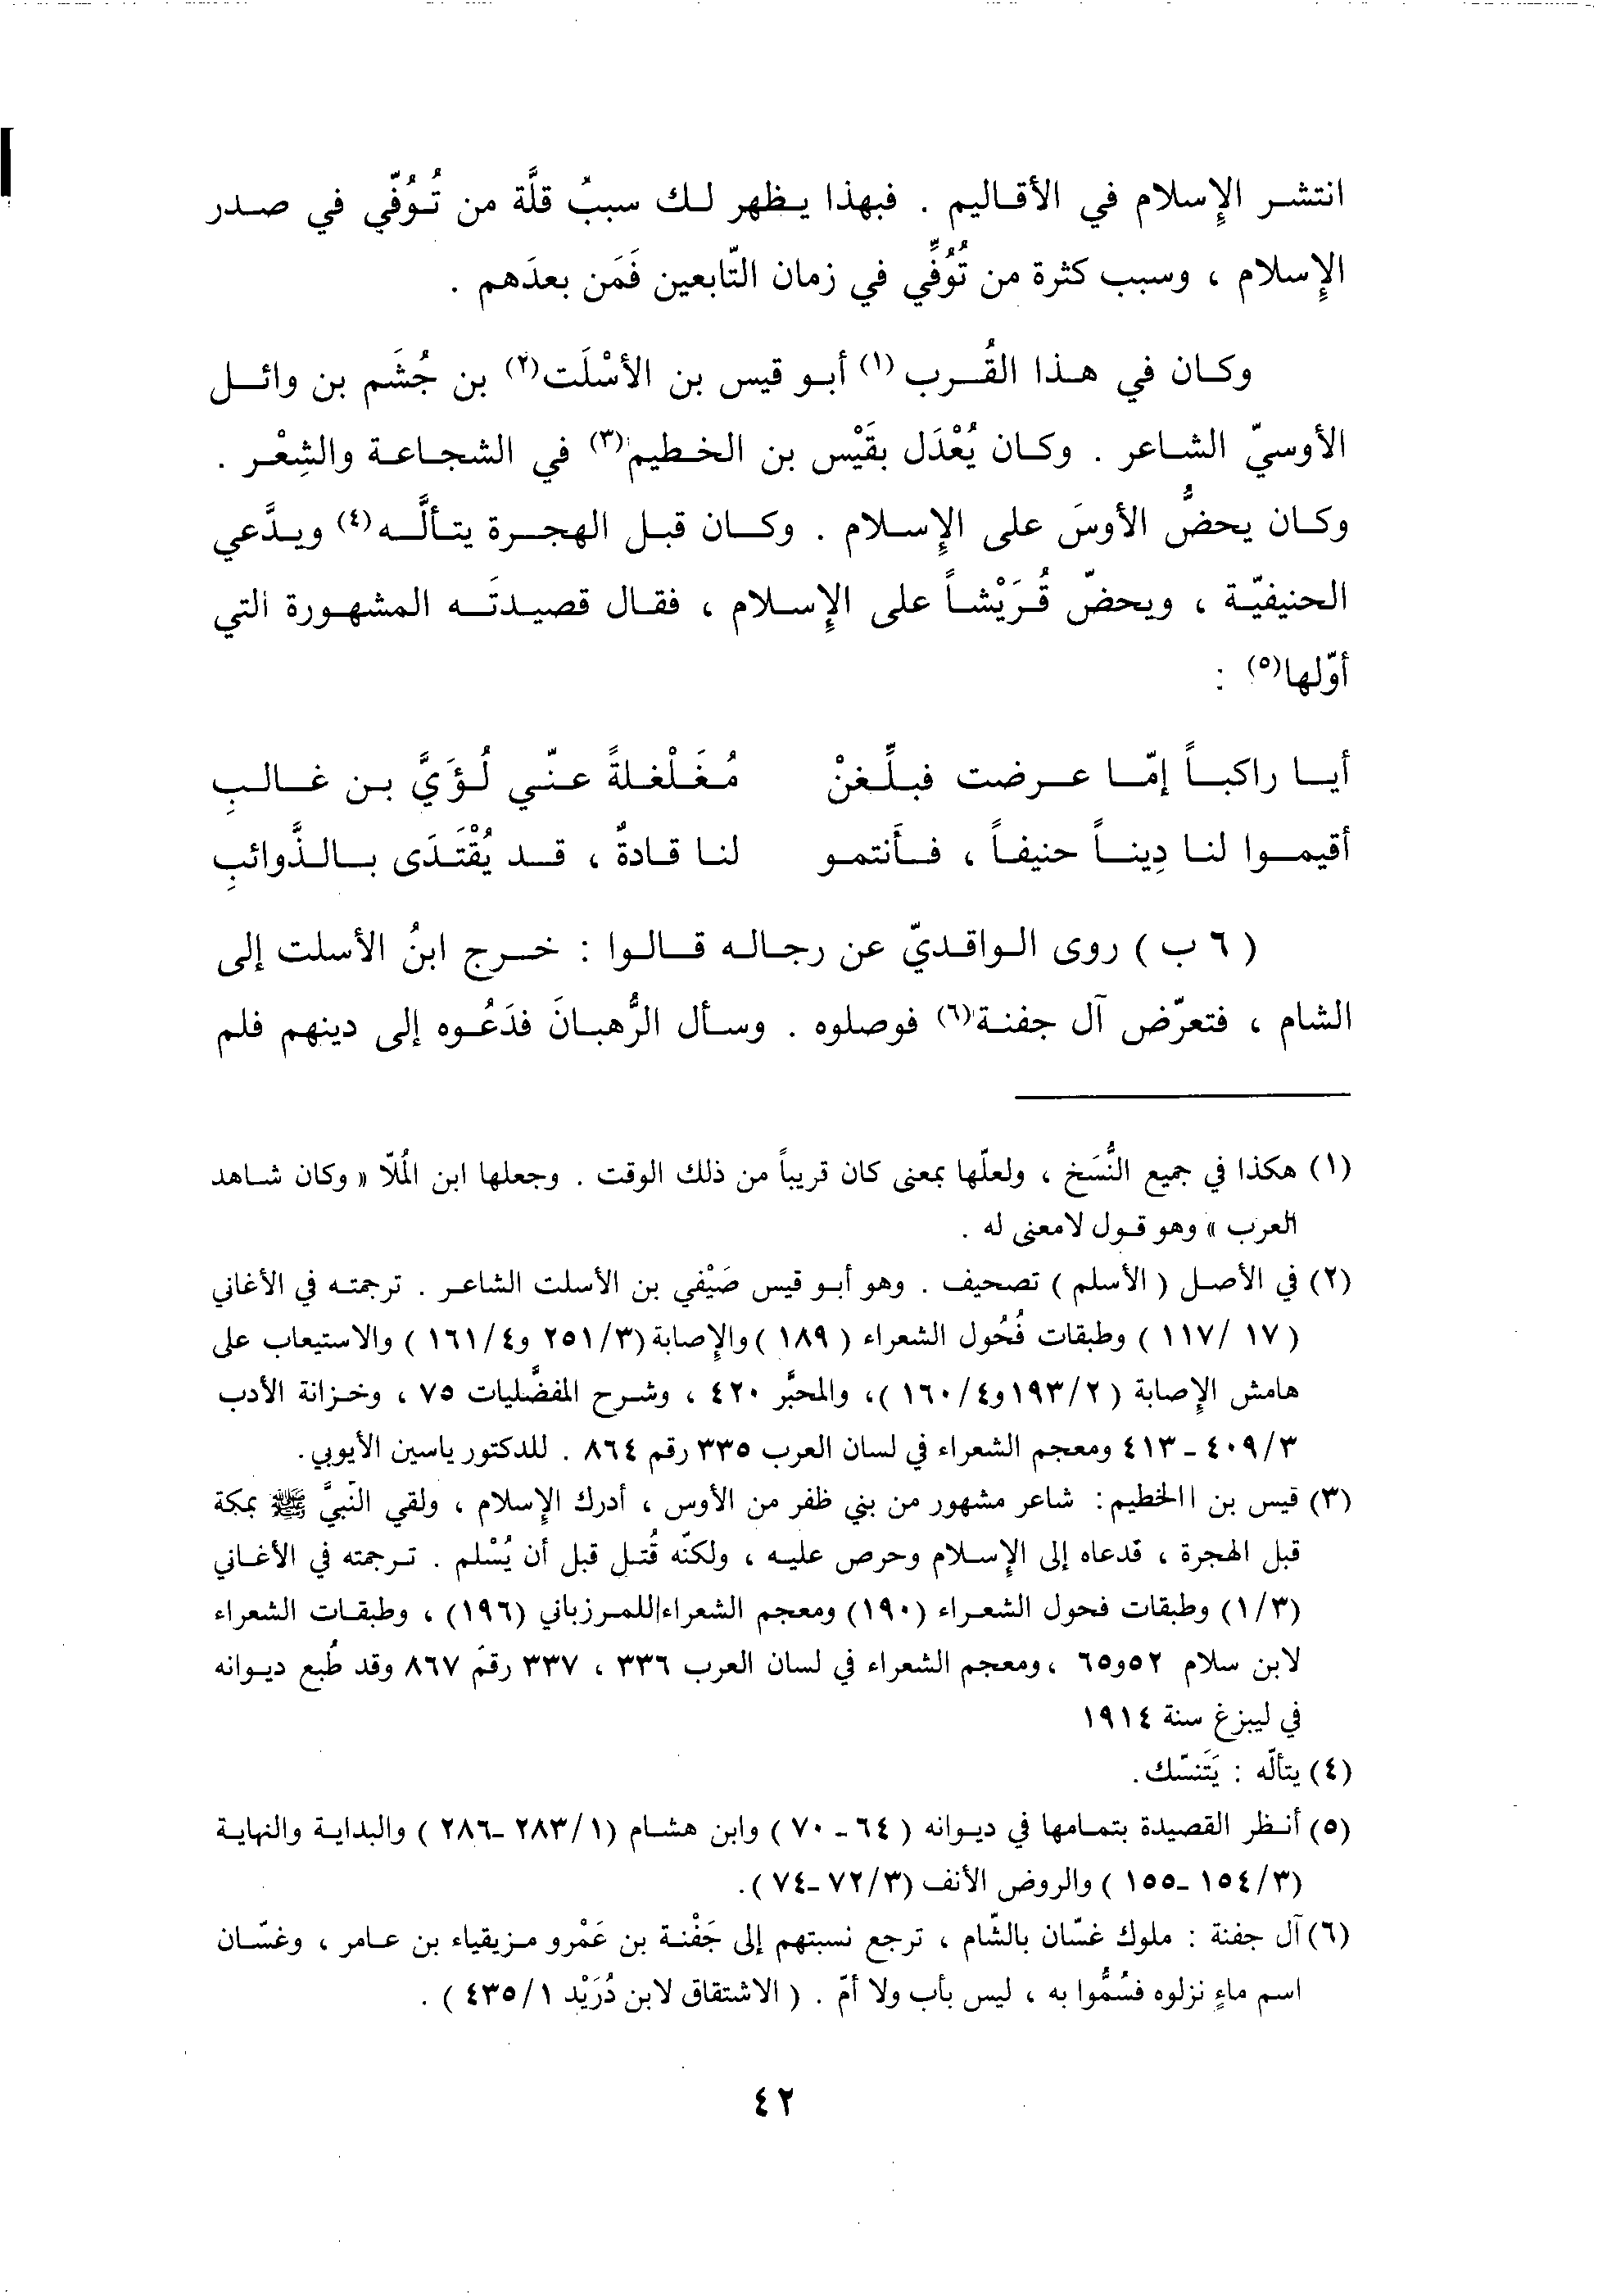 انتشر الإسلام في الأقاليم . فبهذا يظهر لك سببُ قلَّة من تُوُفّي في صدر
الإسلام ، وسبب كثرة من تُوُفِّي في زمان التّابعين فَمَن بعدَهم .
وكان في هذا القُرب (١) أبو قيس بن الأسْلَت (٢) بن جُشَم بن وائل
الأوسيّ الشاعر . وكان يُعْدَل بقَيْس بن الخطيم (٣) في الشجاعة والشِعْر .
وكان يحضُّ الأوسَ على الإسلام . وكان قبل الهجرة يتألَّه (٤) ويدَّعي
الحنيفيّة ، ويحضّ قُرَيْشاً على الإسلام ، فقال قصيدتَه المشهورة التي
أوّلها (٥) :
أيا راكباً إمّا عرضت فبلِّغنْ مُغَلْغلةً عنّي لُؤَيَّ بن غالبِ
أقيموا لنا دِيناً حنيفاً ، فأَنتمو لنا قادةٌ ، قد يُقْتَدَى بالذَّوائبِ
( ٦ ب ) روى الواقديّ عن رجاله قالوا : خرج ابنُ الأسلت إلى
الشام ، فتعرّض آل جفنة (٦) فوصلوه . وسأل الرُّهبانَ فدَعُوه إلى دينهم فلم
(١) هكذا في جميع النُّسَخ ، ولعلّها بمعنى كان قريباً من ذلك الوقت . وجعلها ابن المُلّا « وكان شاهد
العرب » وهو قول لامعنى له .
(٢) في الأصل ( الأسلم ) تصحيف . وهو أبو قيس صَيْفي بن الأسلت الشاعر . ترجمته في الأغاني
( ١٧ /١١٧ ) وطبقات فُحُول الشعراء ( ١٨٩ ) والإصابة (٢٥١/٣ و١٦١/٤ ) والاستيعاب على
هامش الإصابة ( ١٩٣/٢ و١٦٠/٤ )، والمحبَّر ٤٢٠ ، وشرح المفضَّليات ٧٥ ، وخزانة الأدب
٤٠٩/٣ - ٤١٣ ومعجم الشعراء في لسان العرب ٣٣٥ رقم ٨٦٤ . للدكتور ياسين الأيوبي.
(٣) قيس بن االخطيم: شاعر مشهور من بني ظفر من الأوس ، أدرك الإسلام ، ولقي النّبيَّ ﷺ بمكة
قبل الهجرة ، فدعاه إلى الإسلام وحرص عليه ، ولكنّه قُتل قبل أن يُسْلم . ترجمته في الأغاني
(١/٣) وطبقات فحول الشعراء (١٩٠) ومعجم الشعراء للمرزباني (١٩٦) ، وطبقات الشعراء
لابن سلام ٥٢ و٦٥ ، ومعجم الشعراء في لسان العرب ٣٣٦ ، ٣٣٧ رقم ٨٦٧ وقد طُبع ديوانه
في ليبزغ سنة ١٩١٤
(٤) يتألّه : يَتَنسّك.
(٥) أنظر القصيدة بتمامها في ديوانه ( ٦٤ - ٧٠ ) وابن هشام (٢٨٣/١ -٢٨٦ ) والبداية والنهاية
(١٥٤/٣ -١٥٥ ) والروض الأنف (٧٢/٣ -٧٤ ).
(٦) آل جفنة : ملوك غسّان بالشّام ، ترجع نسبتهم إلى جَفْنة بن عَمْرو مزيقياء بن عامر ، وغسّان
اسم ماءٍ نزلوه فسُمُّوا به ، ليس بأب ولا أمّ . ( الاشتقاق لابن دُرَيْد ٤٣٥/١ ) .
٤٢